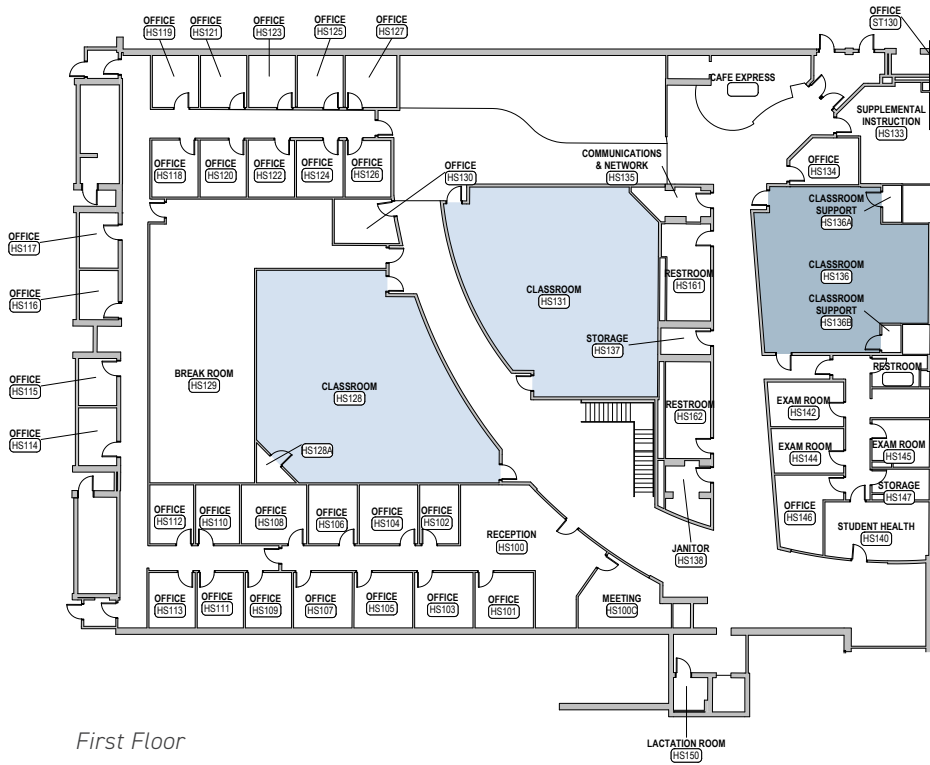 OFFICE
HS119
OFFICE
HS121
OFFICE
HS123
OFFICE
HS125
OFFICE
HS127
OFFICE
ST130
CAFE EXPRESS
SUPPLEMENTAL
INSTRUCTION
HS133
OFFICE
HS118
OFFICE
HS120
OFFICE
HS122
OFFICE
HS124
OFFICE
HS126
OFFICE
HS130
COMMUNICATIONS
& NETWORK
HS135
OFFICE
HS134
CLASSROOM
SUPPORT
HS136A
OFFICE
HS117
OFFICE
HS116
CLASSROOM
HS131
RESTROOM
HS161
CLASSROOM
HS136
CLASSROOM
SUPPORT
HS136B
STORAGE
HS137
OFFICE
HS115
OFFICE
HS114
BREAK ROOM
HS129
CLASSROOM
HS128
HS128A
RESTROOM
HS162
RESTROOM
EXAM ROOM
HS142
EXAM ROOM
HS144
EXAM ROOM
HS145
STORAGE
HS147
OFFICE
HS146
STUDENT HEALTH
HS140
OFFICE
HS112
OFFICE
HS110
OFFICE
HS108
OFFICE
HS106
OFFICE
HS104
OFFICE
HS102
RECEPTION
HS100
JANITOR
HS138
OFFICE
HS113
OFFICE
HS111
OFFICE
HS109
OFFICE
HS107
OFFICE
HS105
OFFICE
HS103
OFFICE
HS101
MEETING
HS100C
LACTATION ROOM
HS150
First Floor